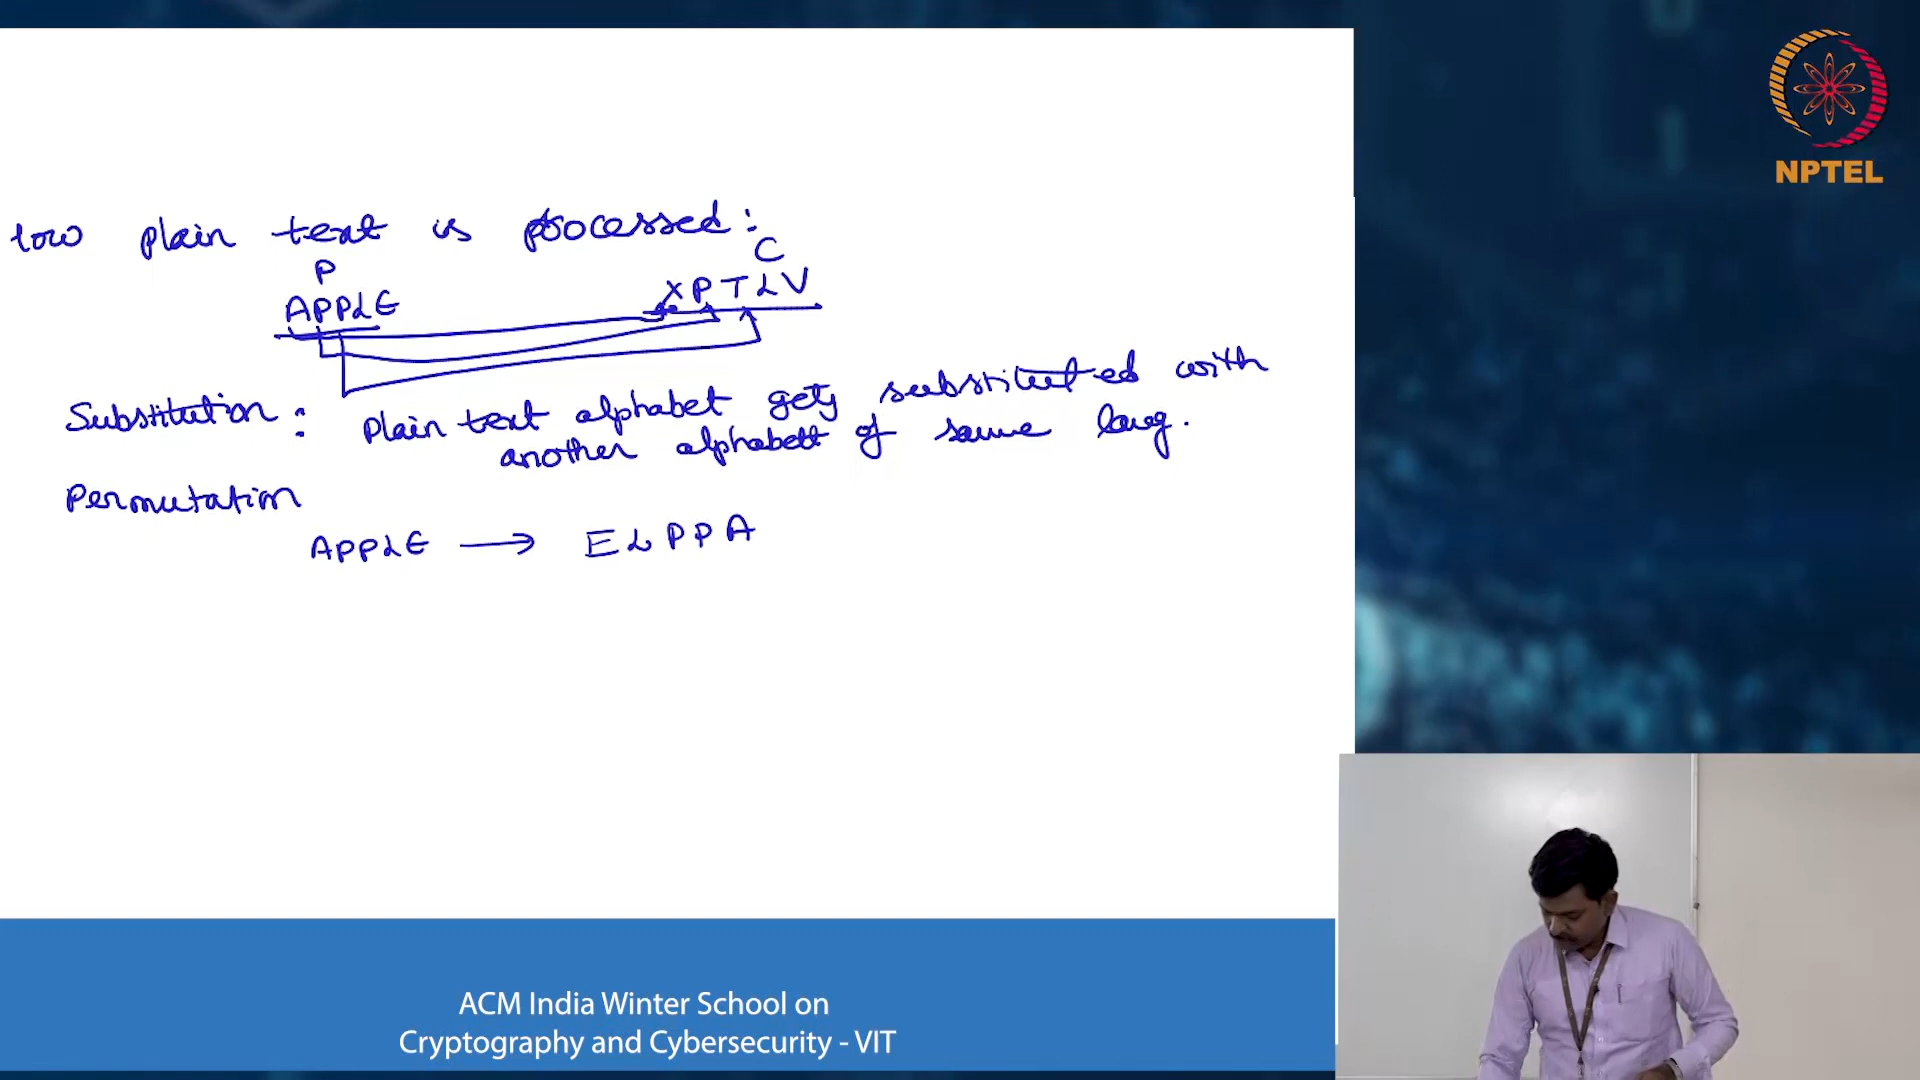 NPTEL
How plain text is processed:
P C
APPLE XPTLV
Substitution: Plain text alphabet gets substituted with
another alphabet of same lang.
Permutation
APPLE → ELPPA
ACM India Winter School on
Cryptography and Cybersecurity - VIT